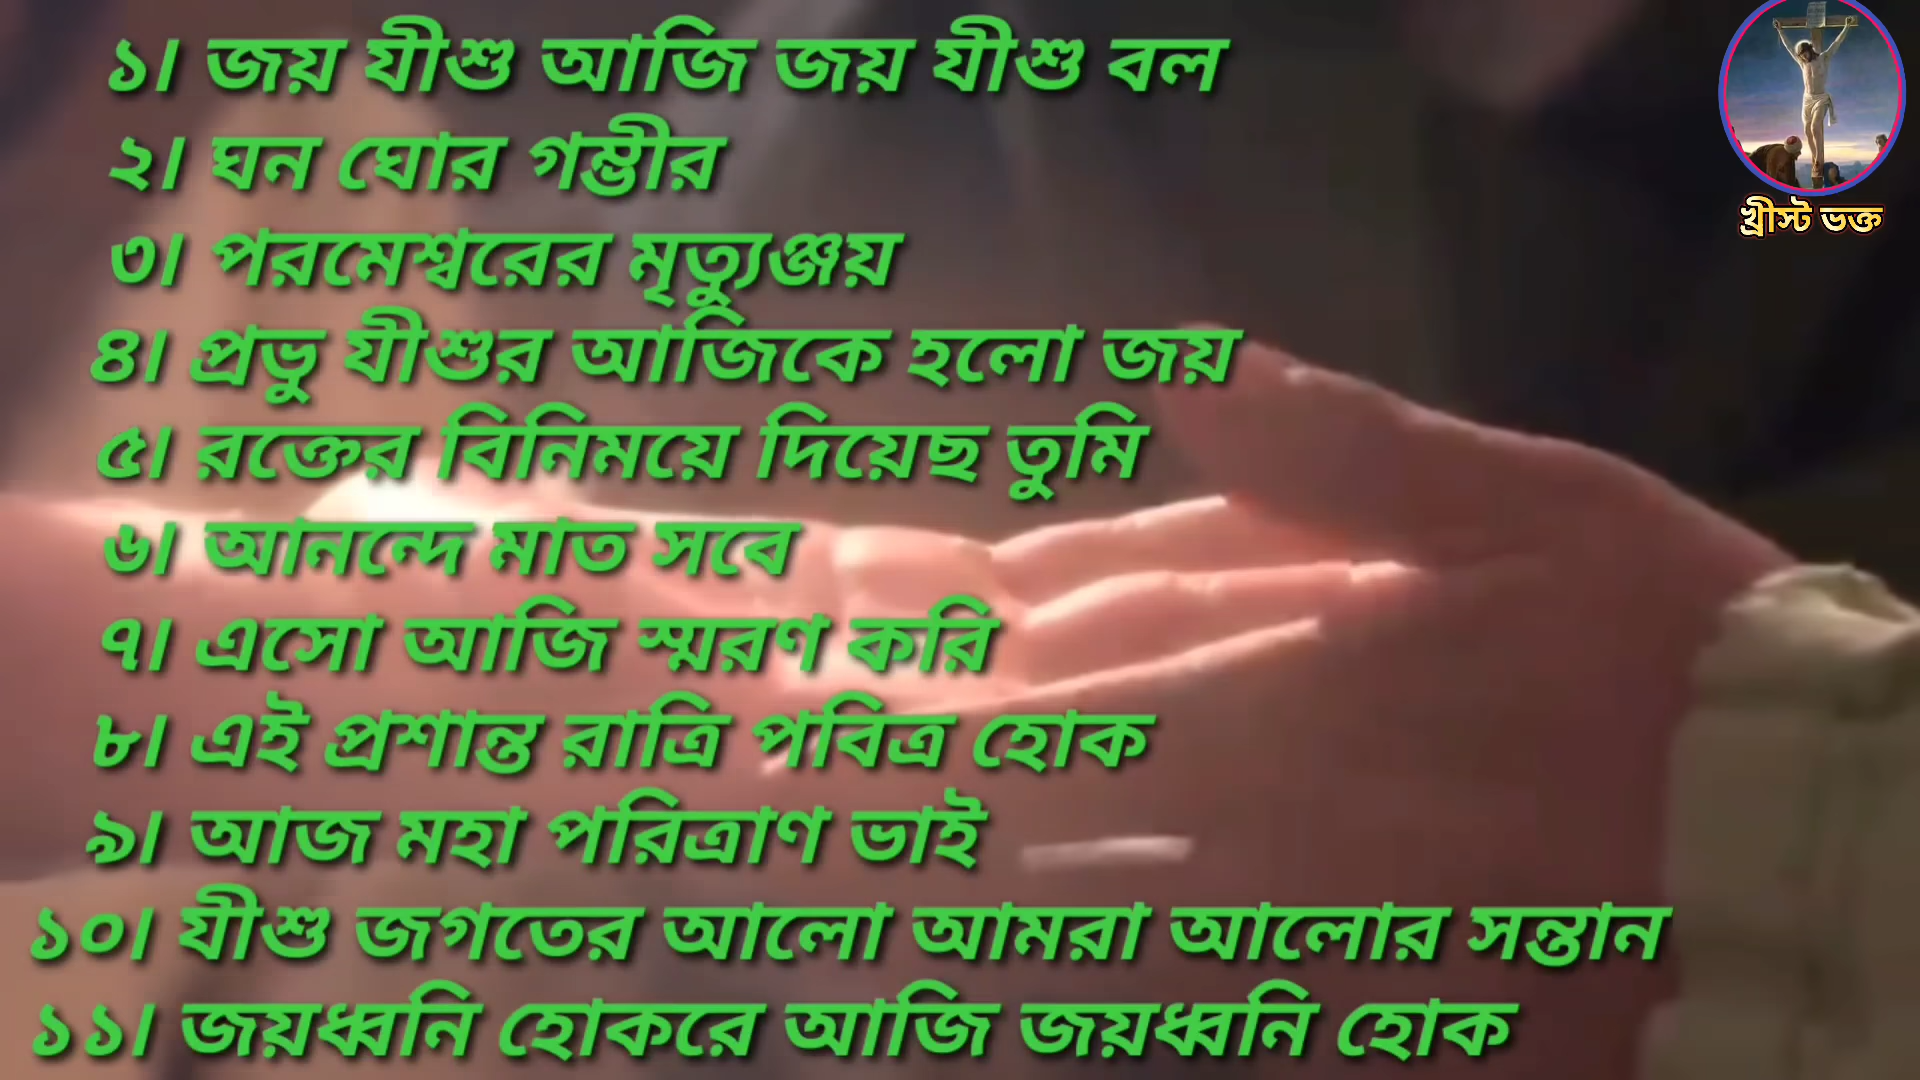 ১। জয় যীশু আজি জয় যীশু বল
২। ঘন ঘোর গম্ভীর
৩। পরমেশ্বরের মৃত্যুঞ্জয়
৪। প্রভু যীশুর আজিকে হলো জয়
৫। রক্তের বিনিময়ে দিয়েছ তুমি
৬। আনন্দে মাত সবে
৭। এসো আজি স্মরণ করি
৮। এই প্রশান্ত রাত্রি পবিত্র হোক
৯। আজ মহা পরিত্রাণ ভাই
১০। যীশু জগতের আলো আমরা আলোর সন্তান
১১। জয়ধ্বনি হোকরে আজি জয়ধ্বনি হোক
খ্রীস্ট ভক্ত